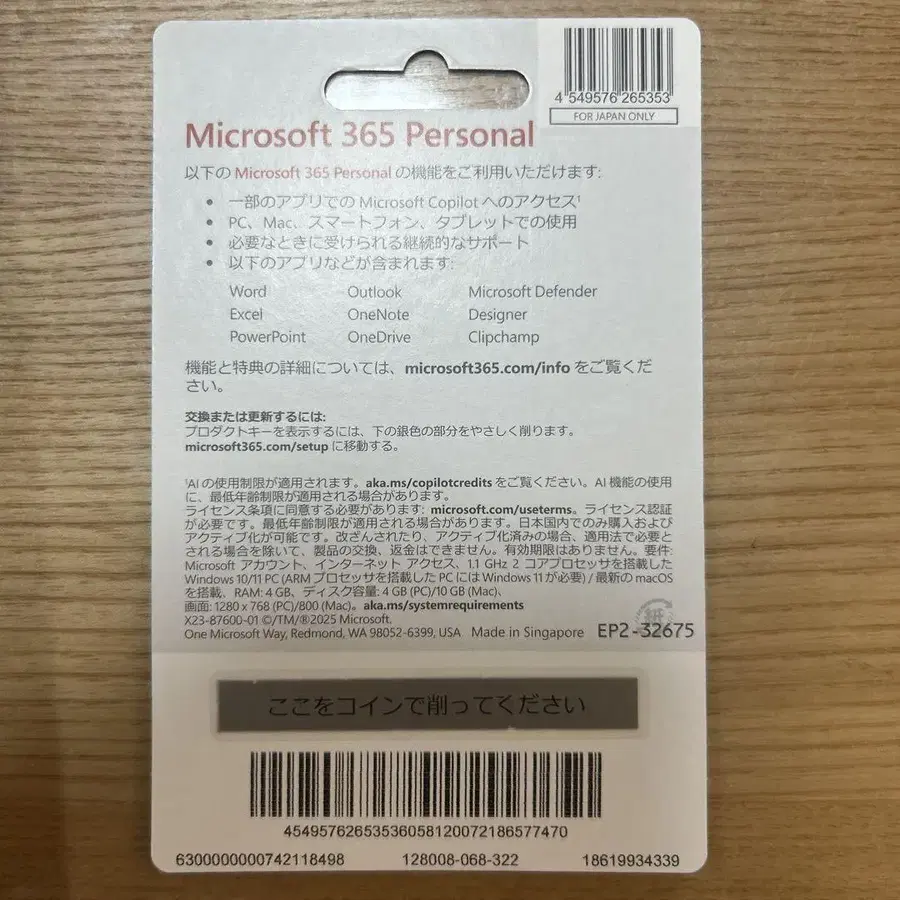 4 549576 265353
FOR JAPAN ONLY
Microsoft 365 Personal
以下の Microsoft 365 Personal の機能をご利用いただけます:
• 一部のアプリでの Microsoft Copilot へのアクセス¹
• PC、Mac、スマートフォン、タブレットでの使用
• 必要なときに受けられる継続的なサポート
• 以下のアプリなどが含まれます:
Word Outlook Microsoft Defender
Excel OneNote Designer
PowerPoint OneDrive Clipchamp
機能と特典の詳細については、microsoft365.com/info をご覧くだ
さい。
交換または更新するには:
プロダクトキーを表示するには、下の銀色の部分をやさしく削ります。
microsoft365.com/setup に移動する。
¹AI の使用制限が適用されます。aka.ms/copilotcredits をご覧ください。AI 機能の使用
に、最低年齢制限が適用される場合があります。
ライセンス条項に同意する必要があります: microsoft.com/useterms。ライセンス認証
が必要です。最低年齢制限が適用される場合があります。日本国内でのみ購入および
アクティブ化が可能です。改ざんされたり、アクティブ化済みの場合、適用法で必要と
される場合を除いて、製品の交換、返金はできません。有効期限はありません。要件:
Microsoft アカウント、インターネット アクセス、1.1 GHz 2 コアプロセッサを搭載した
Windows 10/11 PC (ARM プロセッサを搭載した PC には Windows 11 が必要) / 最新の macOS
を搭載、RAM: 4 GB、ディスク容量: 4 GB (PC)/10 GB (Mac)、
画面: 1280 x 768 (PC)/800 (Mac)。aka.ms/systemrequirements
X23-87600-01 ©/TM/®2025 Microsoft.
One Microsoft Way, Redmond, WA 98052-6399, USA Made in Singapore EP2-32675
紙
ここをコインで削ってください
4549576265353605812007218657​7470
6300000000742118498 128008-068-322 18619934339